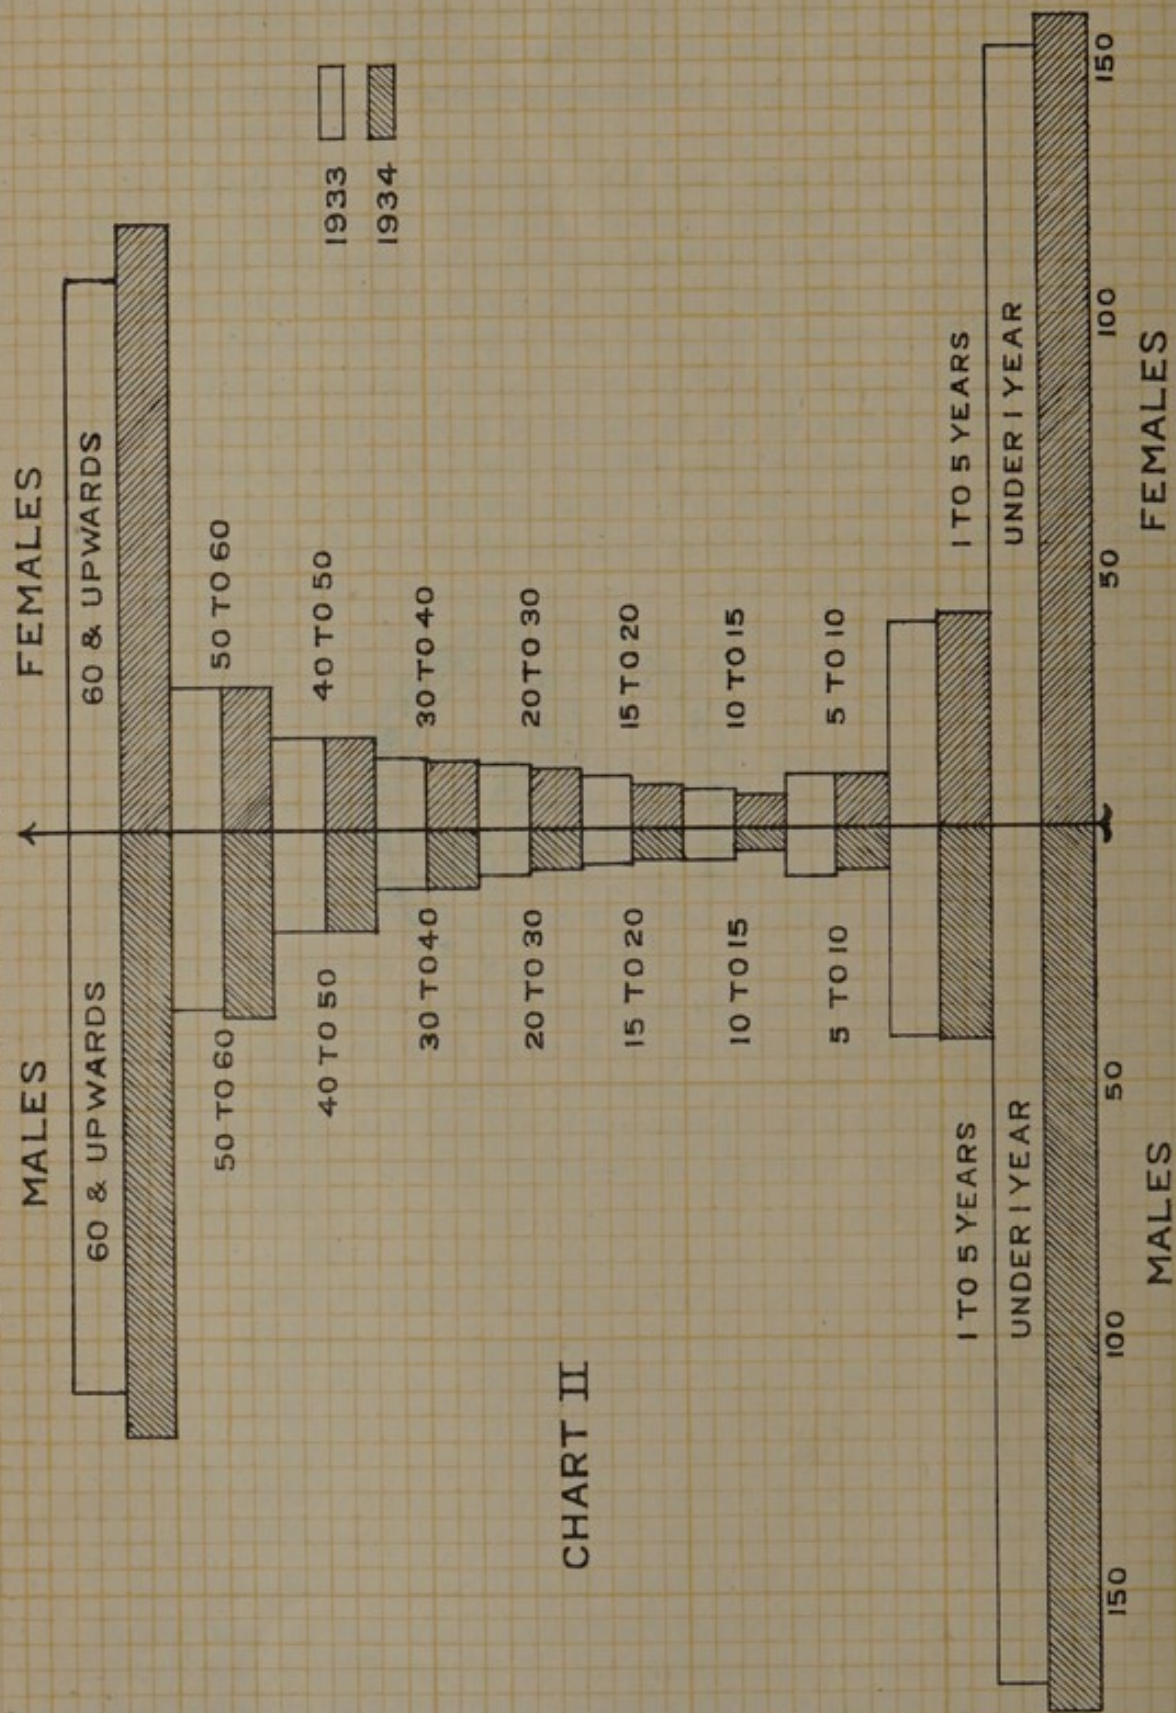 MALES FEMALES
60 & UPWARDS 60 & UPWARDS
50 TO 60 50 TO 60
40 TO 50 40 TO 50
1933
1934
30 TO 40 30 TO 40
20 TO 30 20 TO 30
CHART II
15 TO 20 15 TO 20
10 TO 15 10 TO 15
5 TO 10 5 TO 10
1 TO 5 YEARS 1 TO 5 YEARS
UNDER 1 YEAR UNDER 1 YEAR
150 100 50 50 100 150
MALES FEMALES